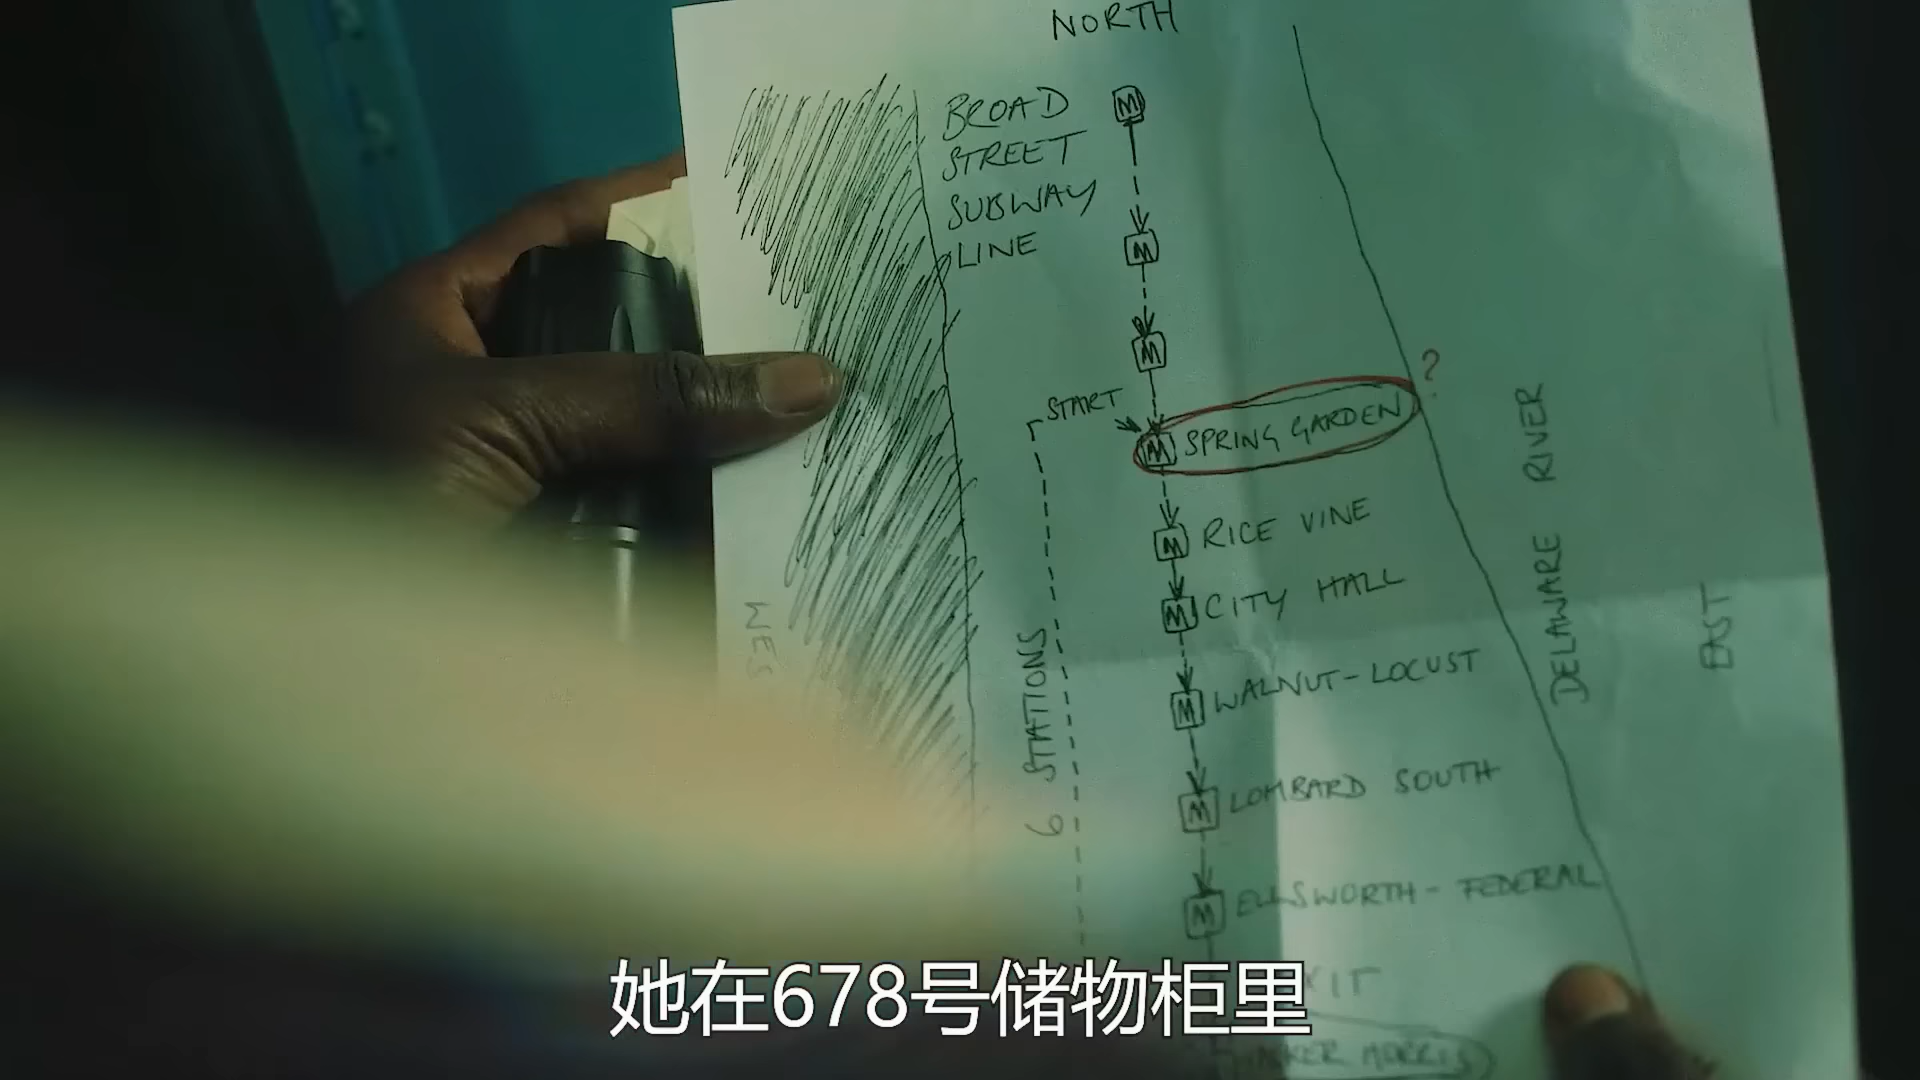 NORTH
BROAD
STREET
SUBWAY
LINE
M
M
M
START
M SPRING GARDEN
?
M RICE VINE
M CITY HALL
M WALNUT-LOCUST
M LOMBARD SOUTH
M ELLSWORTH-FEDERAL
6 STATIONS
DELAWARE RIVER
EAST
她在678号储物柜里